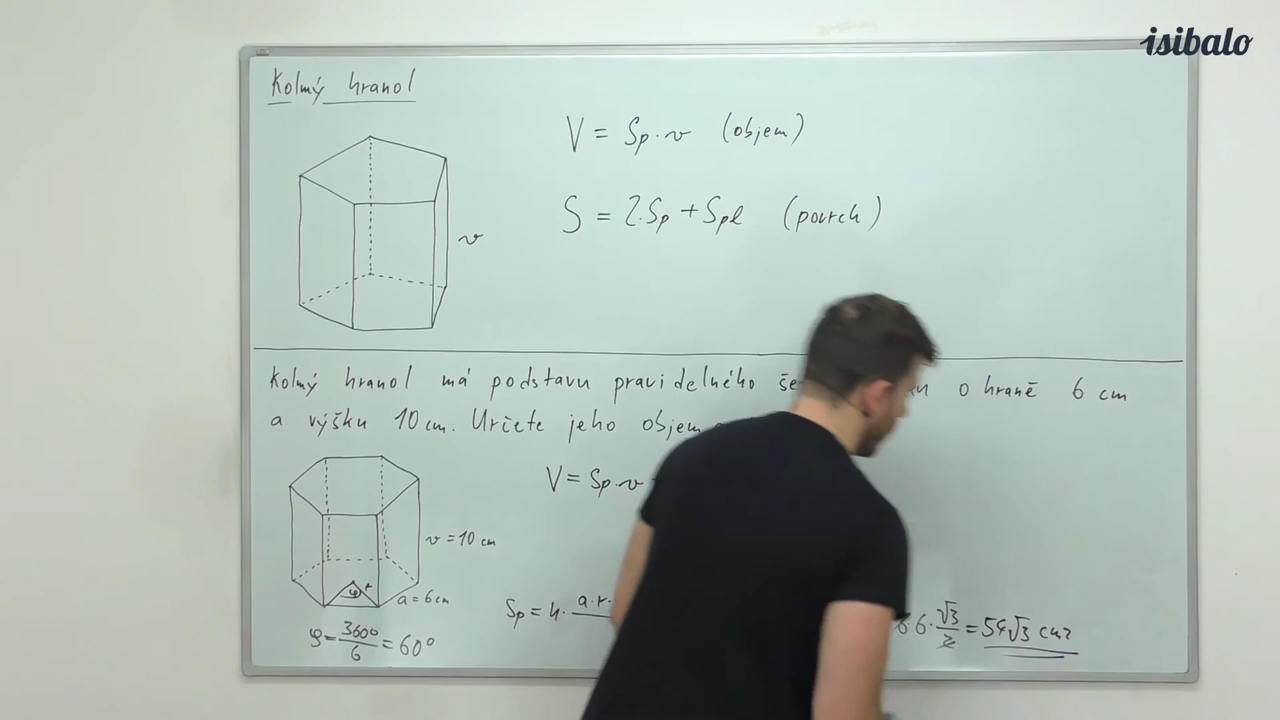 isibalo
Kolmý hranol
V = Sp·v (objem)
S = 2·Sp + Spl (povrch)
v
Kolmý hranol má podstavu pravidelného o hraně 6 cm
a výšku 10 cm. Určete jeho objem
V = Sp·v
v = 10 cm
r
φ
a = 6 cm
Sp = n · a·r·
6·√3/2 = 54√3 cm²
φ = 360°/6 = 60°